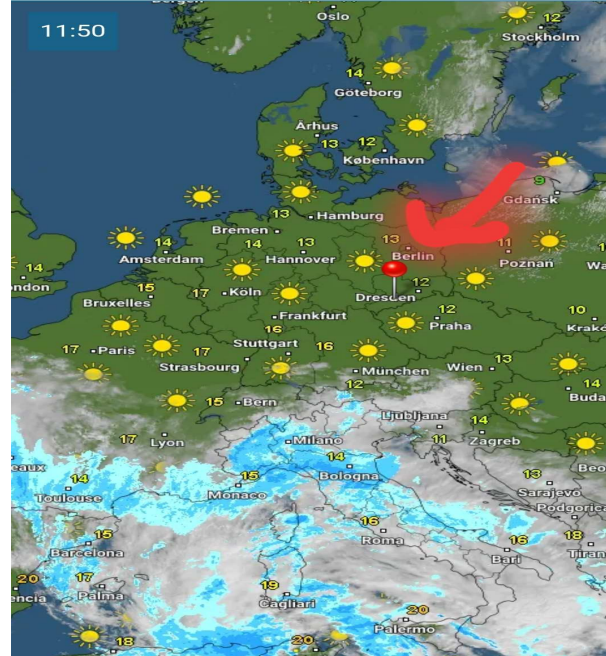 Oslo
12
11:50
Stockholm
14
Göteborg
Århus
13
12
København
9
Gdańsk
13
Hamburg
Bremen
14
14
13
13
11
Amsterdam
Hannover
Berlin
Poznań
14
15
17
Köln
12
Bruxelles
Dresden
Frankfurt
12
10
Praha
16
17
Paris
17
Stuttgart
16
Strasbourg
München
Wien
13
12
14
15
Bern
Ljubljana
14
17
Lyon
Milano
11
Zagreb
14
15
Bologna
13
14
Monaco
Sarajevo
Toulouse
Podgorica
15
16
16
18
Barcelona
Roma
Bari
20
17
19
Palma
Cagliari
20
Palermo
18
20